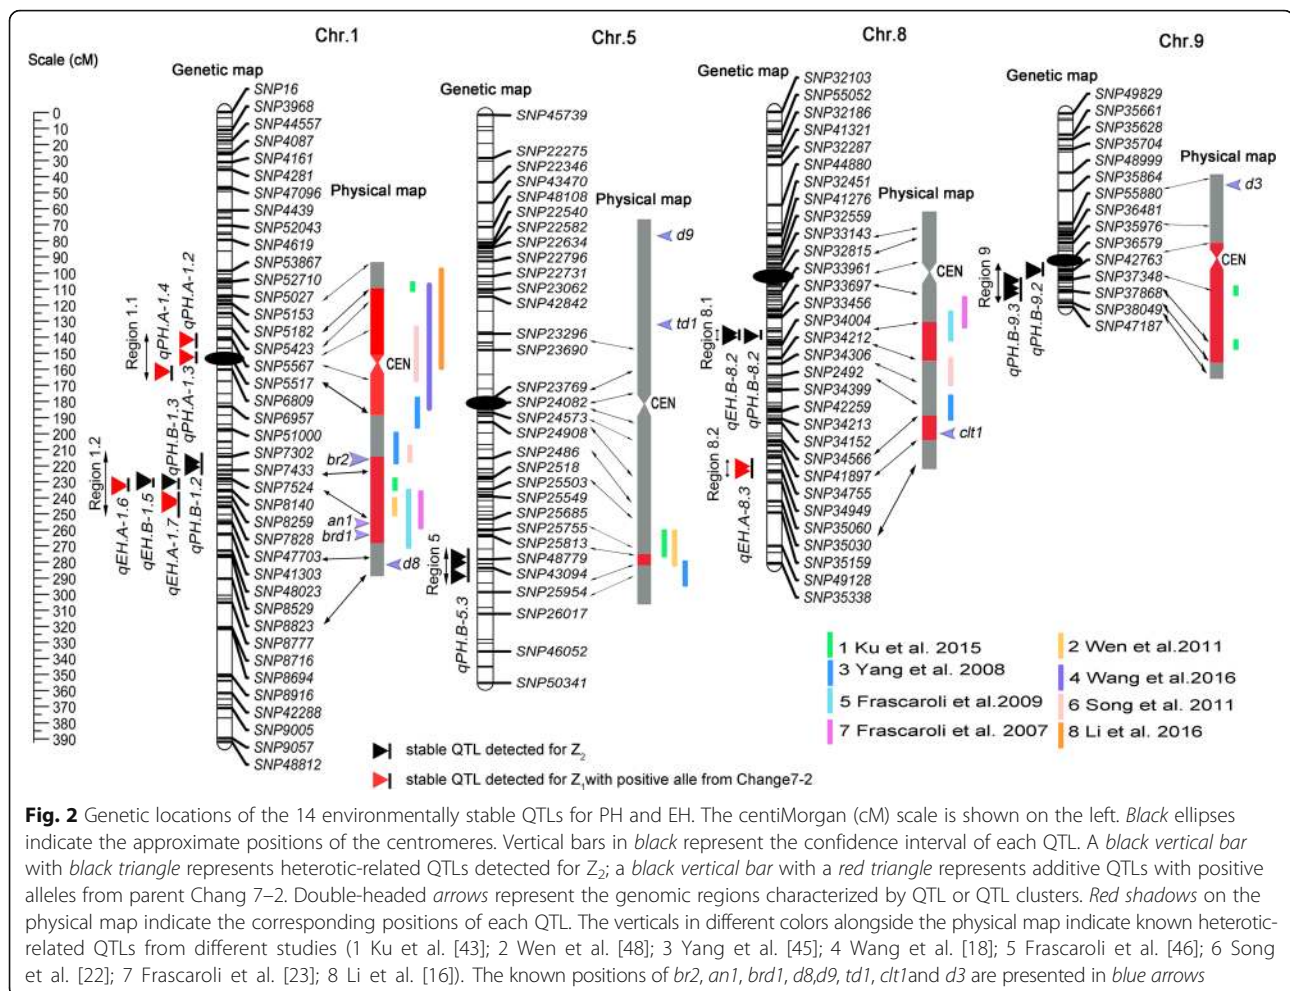 Chr.1
Chr.5
Chr.8
Chr.9
Scale (cM)
Genetic map
SNP16
SNP3968
SNP44557
SNP4087
SNP4161
SNP4281
SNP47096
SNP4439
SNP52043
SNP4619
SNP53867
SNP52710
SNP5027
SNP5153
SNP5182
SNP5423
SNP5567
SNP5517
SNP6809
SNP6957
SNP51000
SNP7302
SNP7433
SNP7524
SNP8140
SNP8259
SNP7828
SNP47703
SNP41303
SNP48023
SNP8529
SNP8823
SNP8777
SNP8716
SNP8694
SNP8916
SNP42288
SNP9005
SNP9057
SNP48812
0
10
20
30
40
50
60
70
80
90
100
110
120
130
140
150
160
170
180
190
200
210
220
230
240
250
260
270
280
290
300
310
320
330
340
350
360
370
380
390
Region 1.1
qPH.A-1.4
qPH.A-1.2
qPH.A-1.3
Region 1.2
qPH.B-1.3
qPH.B-1.2
qEH.A-1.6
qEH.B-1.5
qEH.A-1.7
Physical map
CEN
br2
an1
brd1
d8
Genetic map
SNP45739
SNP22275
SNP22346
SNP43470
SNP48108
SNP22540
SNP22582
SNP22634
SNP22796
SNP22731
SNP23062
SNP42842
SNP23296
SNP23690
SNP23769
SNP24082
SNP24573
SNP24908
SNP2486
SNP2518
SNP25503
SNP25549
SNP25685
SNP25755
SNP25813
SNP48779
SNP43094
SNP25954
SNP26017
SNP46052
SNP50341
Region 5
qPH.B-5.3
Physical map
d9
td1
CEN
Genetic map
SNP32103
SNP55052
SNP32186
SNP41321
SNP32287
SNP44880
SNP32451
SNP41276
SNP32559
SNP33143
SNP32815
SNP33961
SNP33697
SNP33456
SNP34004
SNP34212
SNP34306
SNP2492
SNP34399
SNP42259
SNP34213
SNP34152
SNP34566
SNP41897
SNP34755
SNP34949
SNP35060
SNP35030
SNP35159
SNP49128
SNP35338
Region 8.1
qEH.B-8.2
qPH.B-8.2
Region 8.2
qEH.A-8.3
Physical map
CEN
clt1
Genetic map
SNP49829
SNP35661
SNP35628
SNP35704
SNP48999
SNP35864
SNP55880
SNP36481
SNP35976
SNP36579
SNP42763
SNP37348
SNP37868
SNP38049
SNP47187
Region 9
qPH.B-9.3
qPH.B-9.2
Physical map
d3
CEN
1 Ku et al. 2015
2 Wen et al.2011
3 Yang et al. 2008
4 Wang et al.2016
5 Frascaroli et al.2009
6 Song et al. 2011
7 Frascaroli et al. 2007
8 Li et al. 2016
stable QTL detected for Z2
stable QTL detected for Z1with positive alle from Change7-2
Fig. 2 Genetic locations of the 14 environmentally stable QTLs for PH and EH. The centiMorgan (cM) scale is shown on the left. Black ellipses
indicate the approximate positions of the centromeres. Vertical bars in black represent the confidence interval of each QTL. A black vertical bar
with black triangle represents heterotic-related QTLs detected for Z2; a black vertical bar with a red triangle represents additive QTLs with positive
alleles from parent Chang 7–2. Double-headed arrows represent the genomic regions characterized by QTL or QTL clusters. Red shadows on the
physical map indicate the corresponding positions of each QTL. The verticals in different colors alongside the physical map indicate known heterotic-
related QTLs from different studies (1 Ku et al. [43]; 2 Wen et al. [48]; 3 Yang et al. [45]; 4 Wang et al. [18]; 5 Frascaroli et al. [46]; 6 Song
et al. [22]; 7 Frascaroli et al. [23]; 8 Li et al. [16]). The known positions of br2, an1, brd1, d8,d9, td1, clt1and d3 are presented in blue arrows